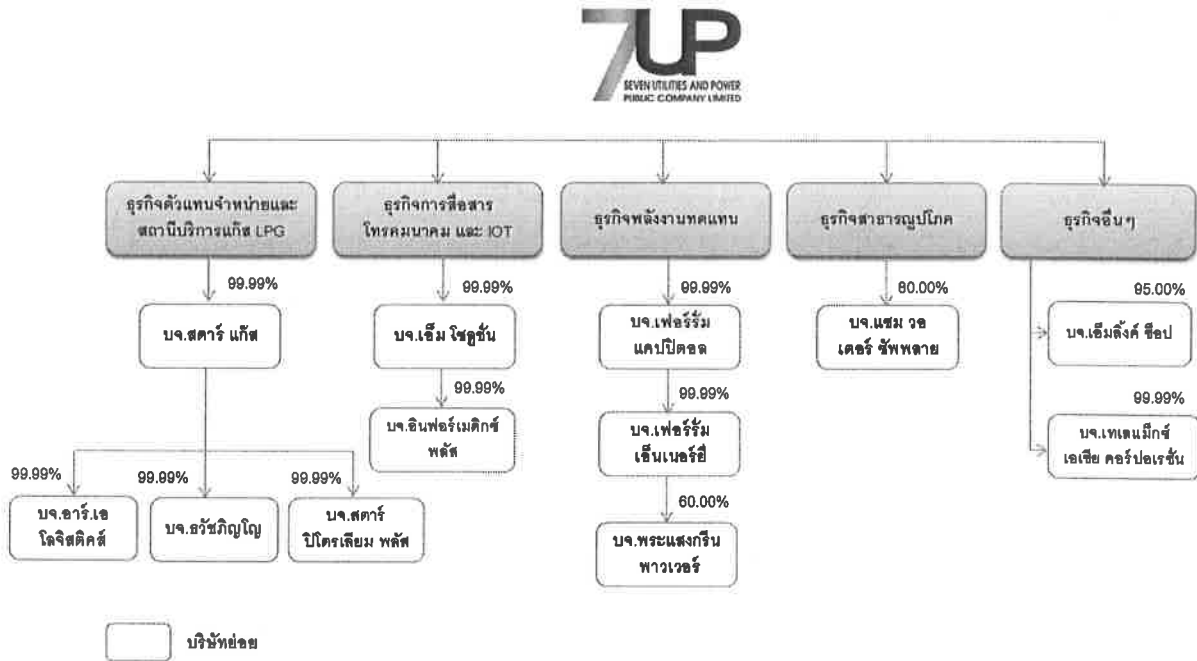 7UP
SEVEN UTILITIES AND POWER
PUBLIC COMPANY LIMITED
ธุรกิจตัวแทนจำหน่ายและ
สถานีบริการแก๊ส LPG
ธุรกิจการสื่อสาร
โทรคมนาคม และ IOT
ธุรกิจพลังงานทดแทน
ธุรกิจสาธารณูปโภค
ธุรกิจอื่นๆ
99.99%
99.99%
99.99%
80.00%
95.00%
บจ.สตาร์ แก๊ส
บจ.เอ็ม โซลูชั่น
บจ.เฟอร์รั่ม
แคปปิตอล
บจ.แซม วอ
เตอร์ ซัพพลาย
บจ.เอ็มลิ้งค์ ช็อป
99.99%
99.99%
99.99%
บจ.อินฟอร์เมติกซ์
พลัส
บจ.เฟอร์รั่ม
เอ็นเนอร์ยี่
บจ.เทเลแม็กซ์
เอเชีย คอร์ปอเรชั่น
99.99%
99.99%
99.99%
60.00%
บจ.อาร์.เอ
โลจิสติคส์
บจ.ธวัชภิญโญ
บจ.สตาร์
ปิโตรเลียม พลัส
บจ.พระแสงกรีน
พาวเวอร์
บริษัทย่อย